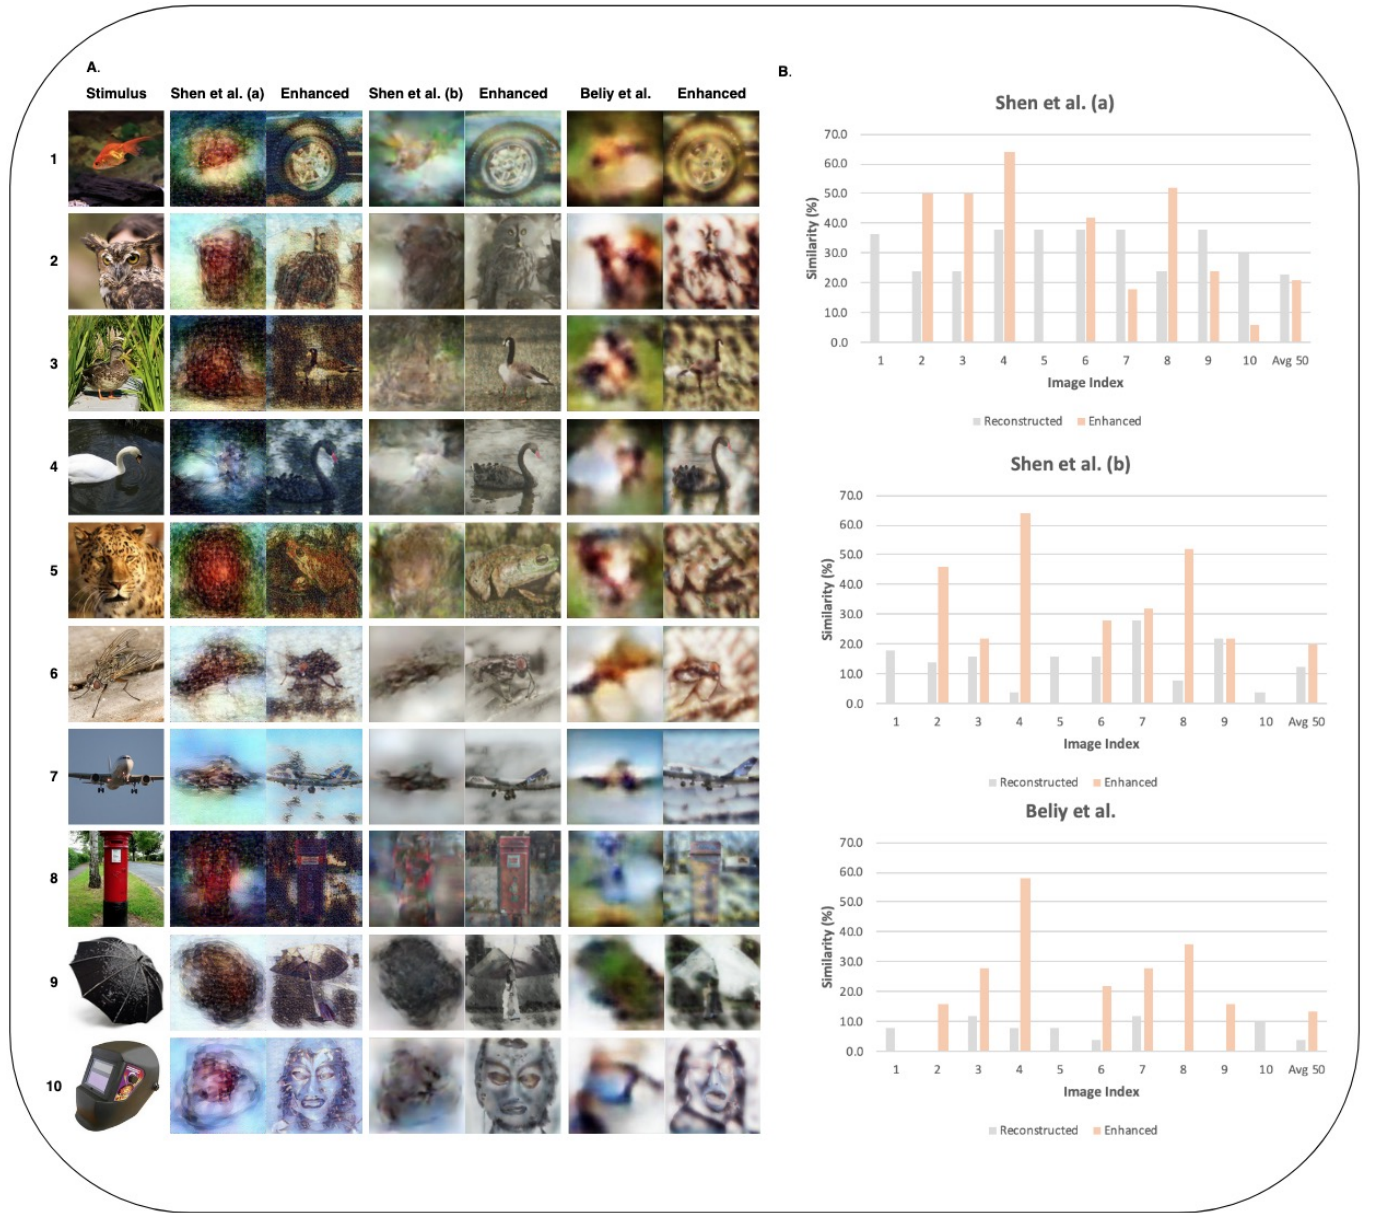 A.
Stimulus Shen et al. (a) Enhanced Shen et al. (b) Enhanced Beliy et al. Enhanced
1
2
3
4
5
6
7
8
9
10
B.
Shen et al. (a)
70.0
60.0
50.0
40.0
30.0
20.0
10.0
0.0
Similarity (%)
1 2 3 4 5 6 7 8 9 10 Avg 50
Image Index
Reconstructed Enhanced
Shen et al. (b)
70.0
60.0
50.0
40.0
30.0
20.0
10.0
0.0
Similarity (%)
1 2 3 4 5 6 7 8 9 10 Avg 50
Image Index
Reconstructed Enhanced
Beliy et al.
70.0
60.0
50.0
40.0
30.0
20.0
10.0
0.0
Similarity (%)
1 2 3 4 5 6 7 8 9 10 Avg 50
Image Index
Reconstructed Enhanced